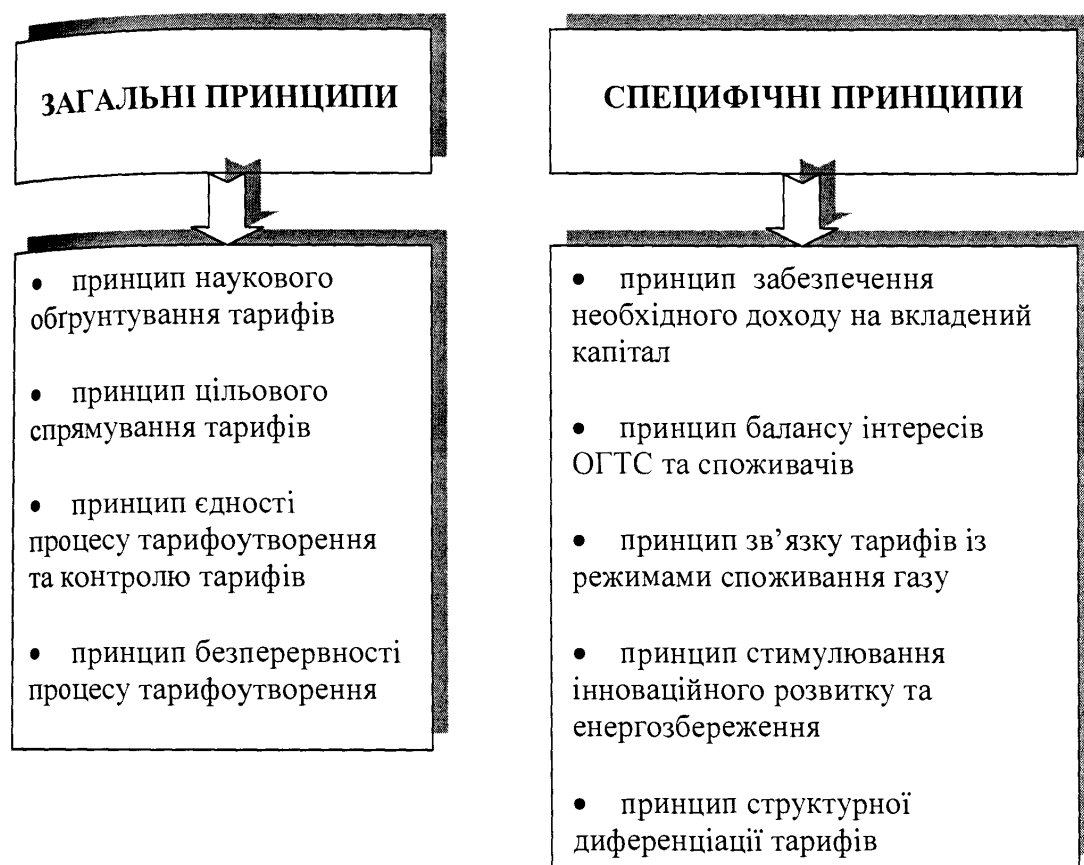 ЗАГАЛЬНІ ПРИНЦИПИ
• принцип наукового
обґрунтування тарифів
• принцип цільового
спрямування тарифів
• принцип єдності
процесу тарифоутворення
та контролю тарифів
• принцип безперервності
процесу тарифоутворення
СПЕЦИФІЧНІ ПРИНЦИПИ
• принцип забезпечення
необхідного доходу на вкладений
капітал
• принцип балансу інтересів
ОГТС та споживачів
• принцип зв’язку тарифів із
режимами споживання газу
• принцип стимулювання
інноваційного розвитку та
енергозбереження
• принцип структурної
диференціації тарифів